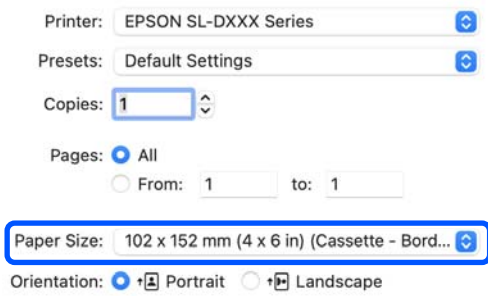 Printer: EPSON SL-DXXX Series
Presets: Default Settings
Copies: 1
Pages: All
From: 1 to: 1
Paper Size: 102 x 152 mm (4 x 6 in) (Cassette - Bord...
Orientation: Portrait Landscape